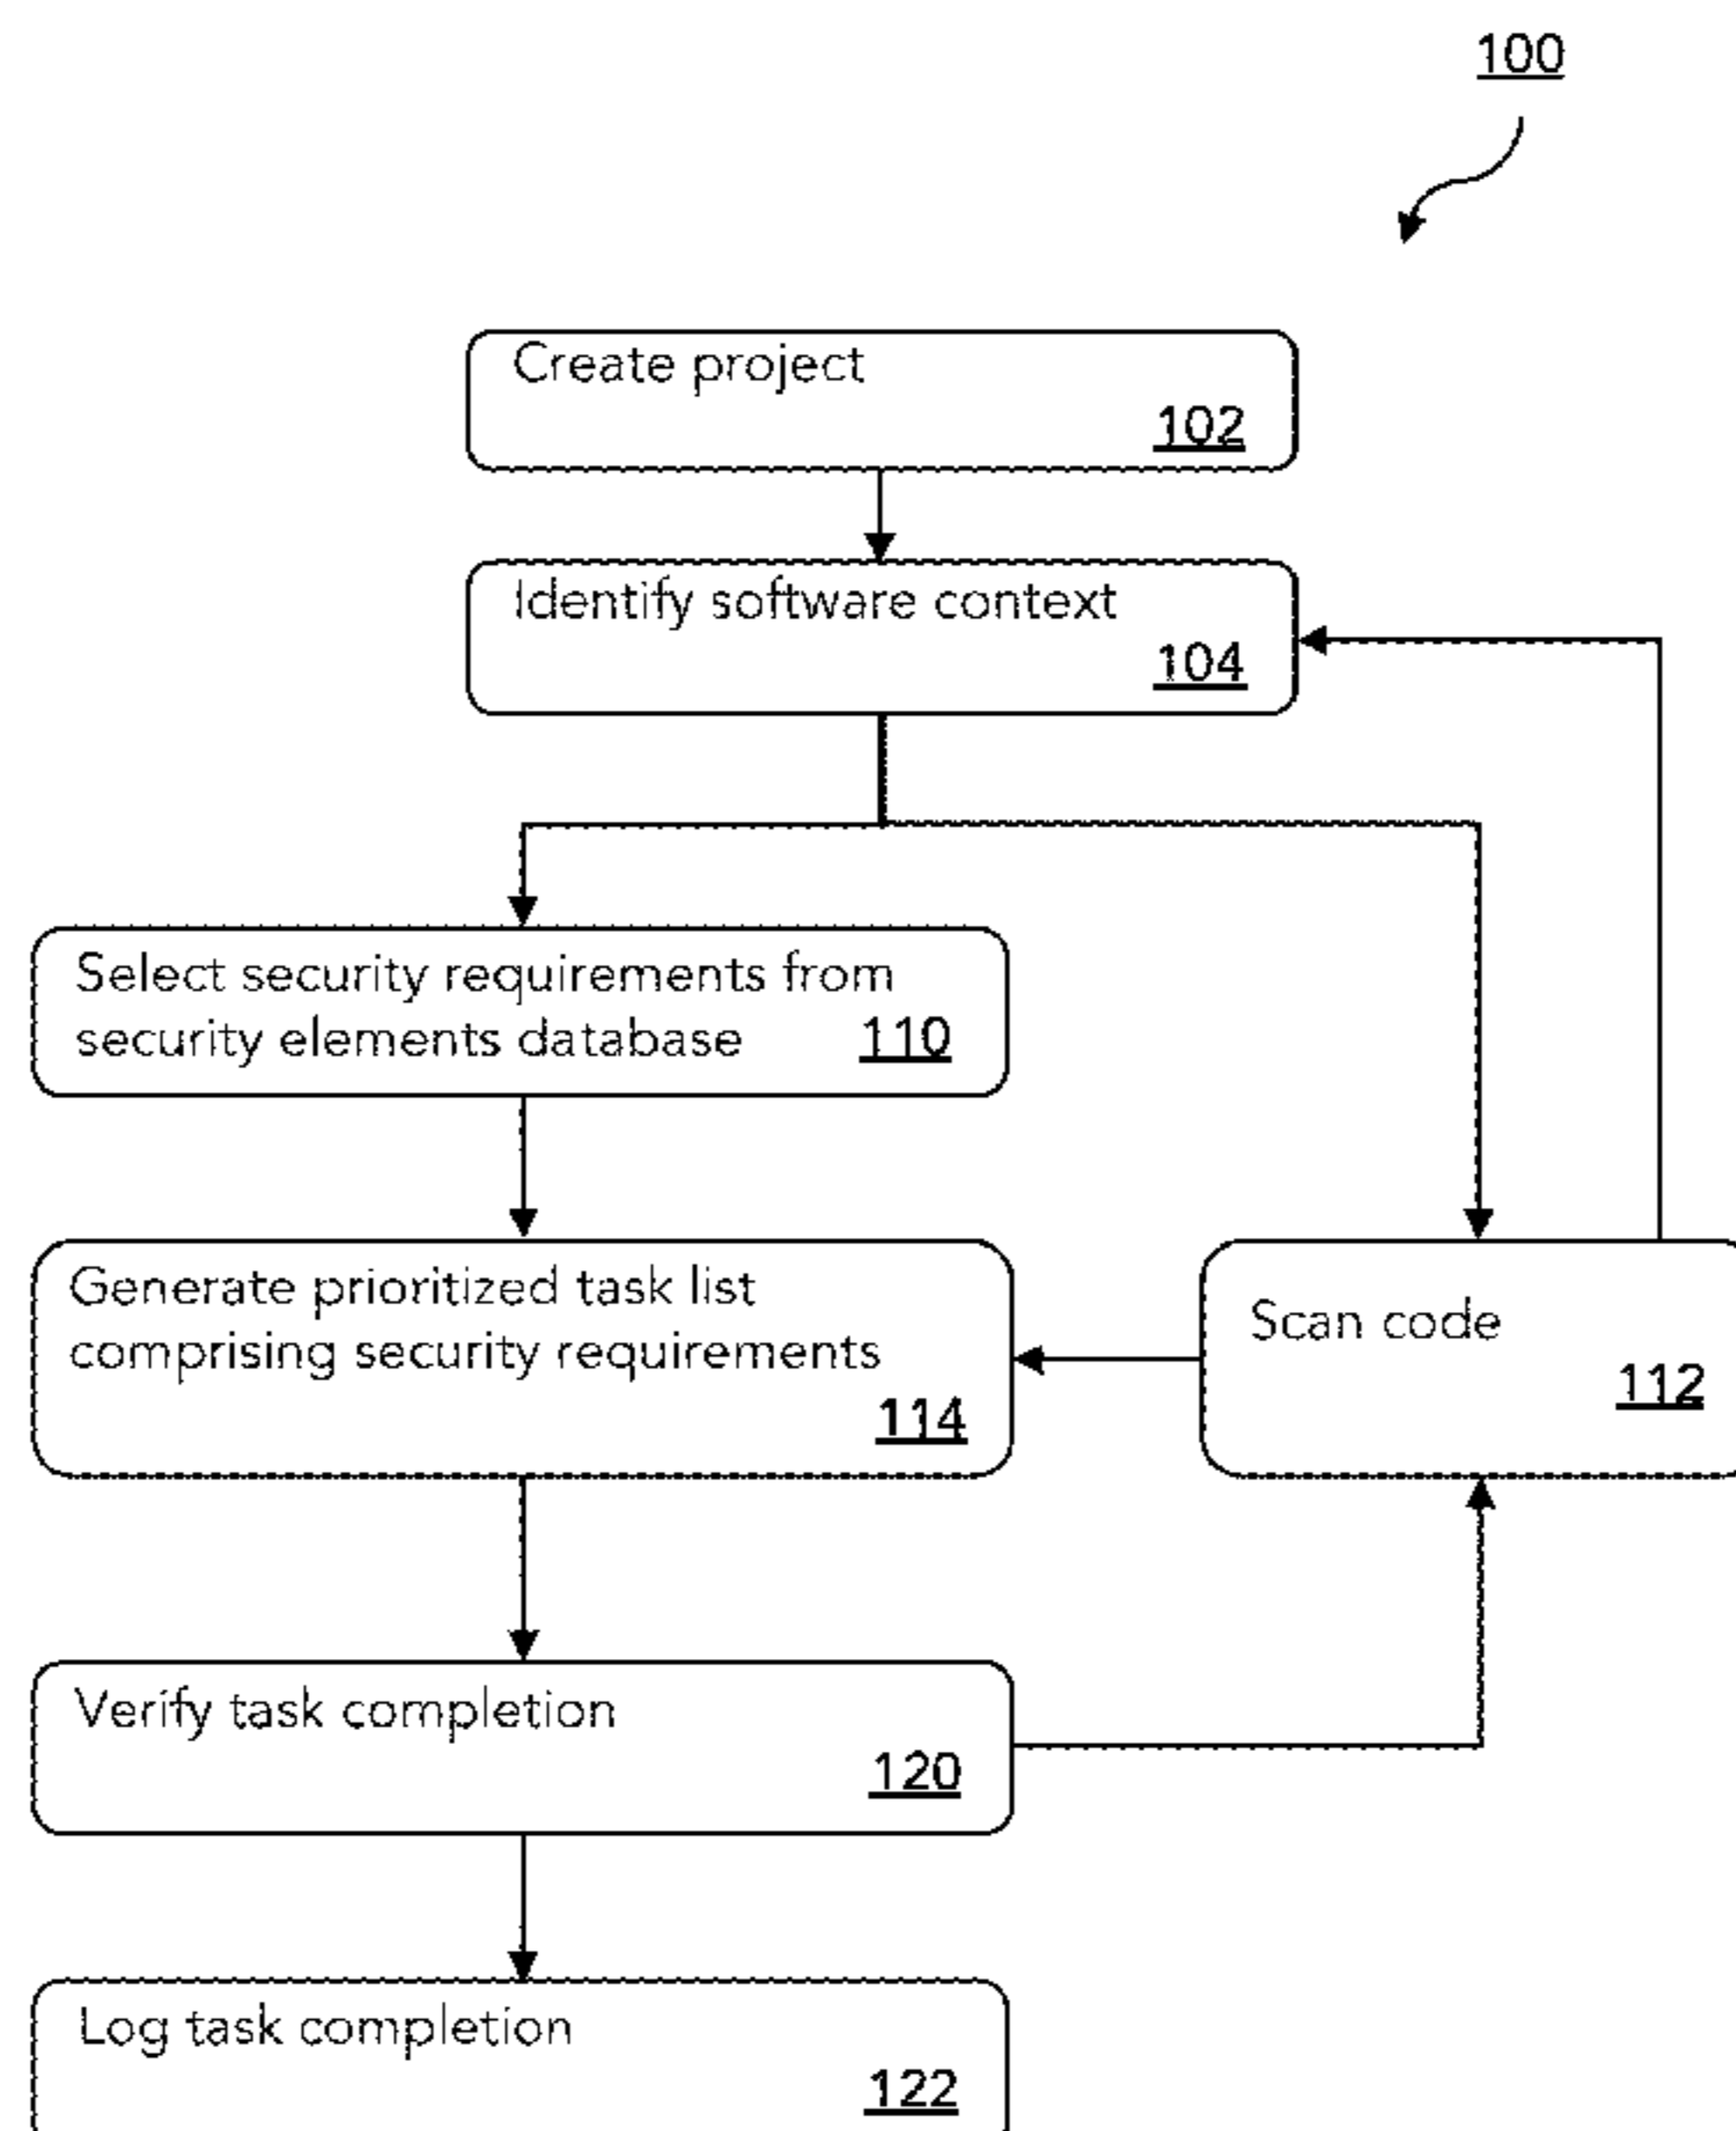 100
Create project
102
Identify software context
104
Select security requirements from
security elements database 110
Generate prioritized task list
comprising security requirements
114
Scan code
112
Verify task completion
120
Log task completion
122